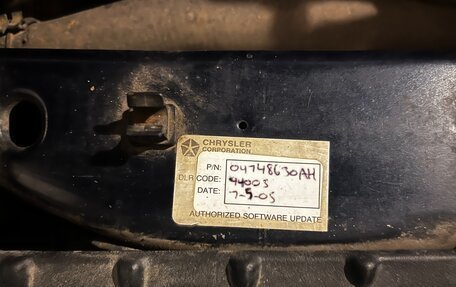 CHRYSLER
CORPORATION
P/N: 04748630AH
DLR CODE: 44003
DATE: 7-5-05
AUTHORIZED SOFTWARE UPDATE